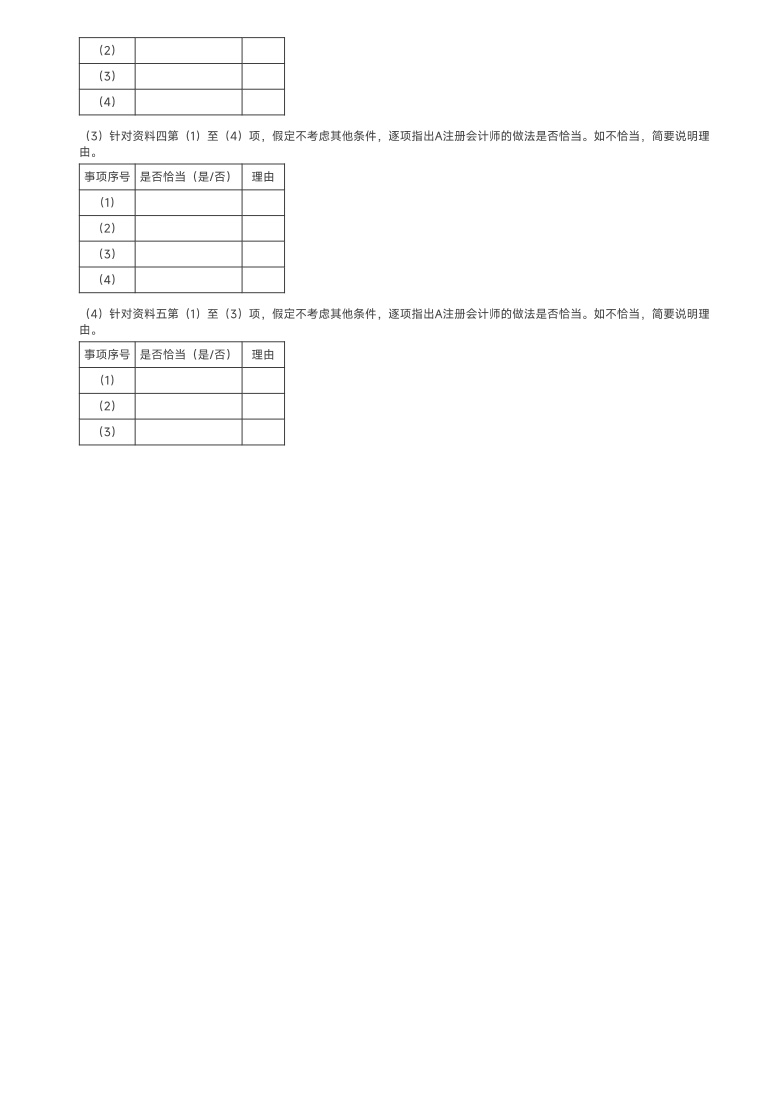 （2）
（3）
（4）
（3）针对资料四第（1）至（4）项，假定不考虑其他条件，逐项指出A注册会计师的做法是否恰当。如不恰当，简要说明理
由。
事项序号 是否恰当（是/否） 理由
（1）
（2）
（3）
（4）
（4）针对资料五第（1）至（3）项，假定不考虑其他条件，逐项指出A注册会计师的做法是否恰当。如不恰当，简要说明理
由。
事项序号 是否恰当（是/否） 理由
（1）
（2）
（3）